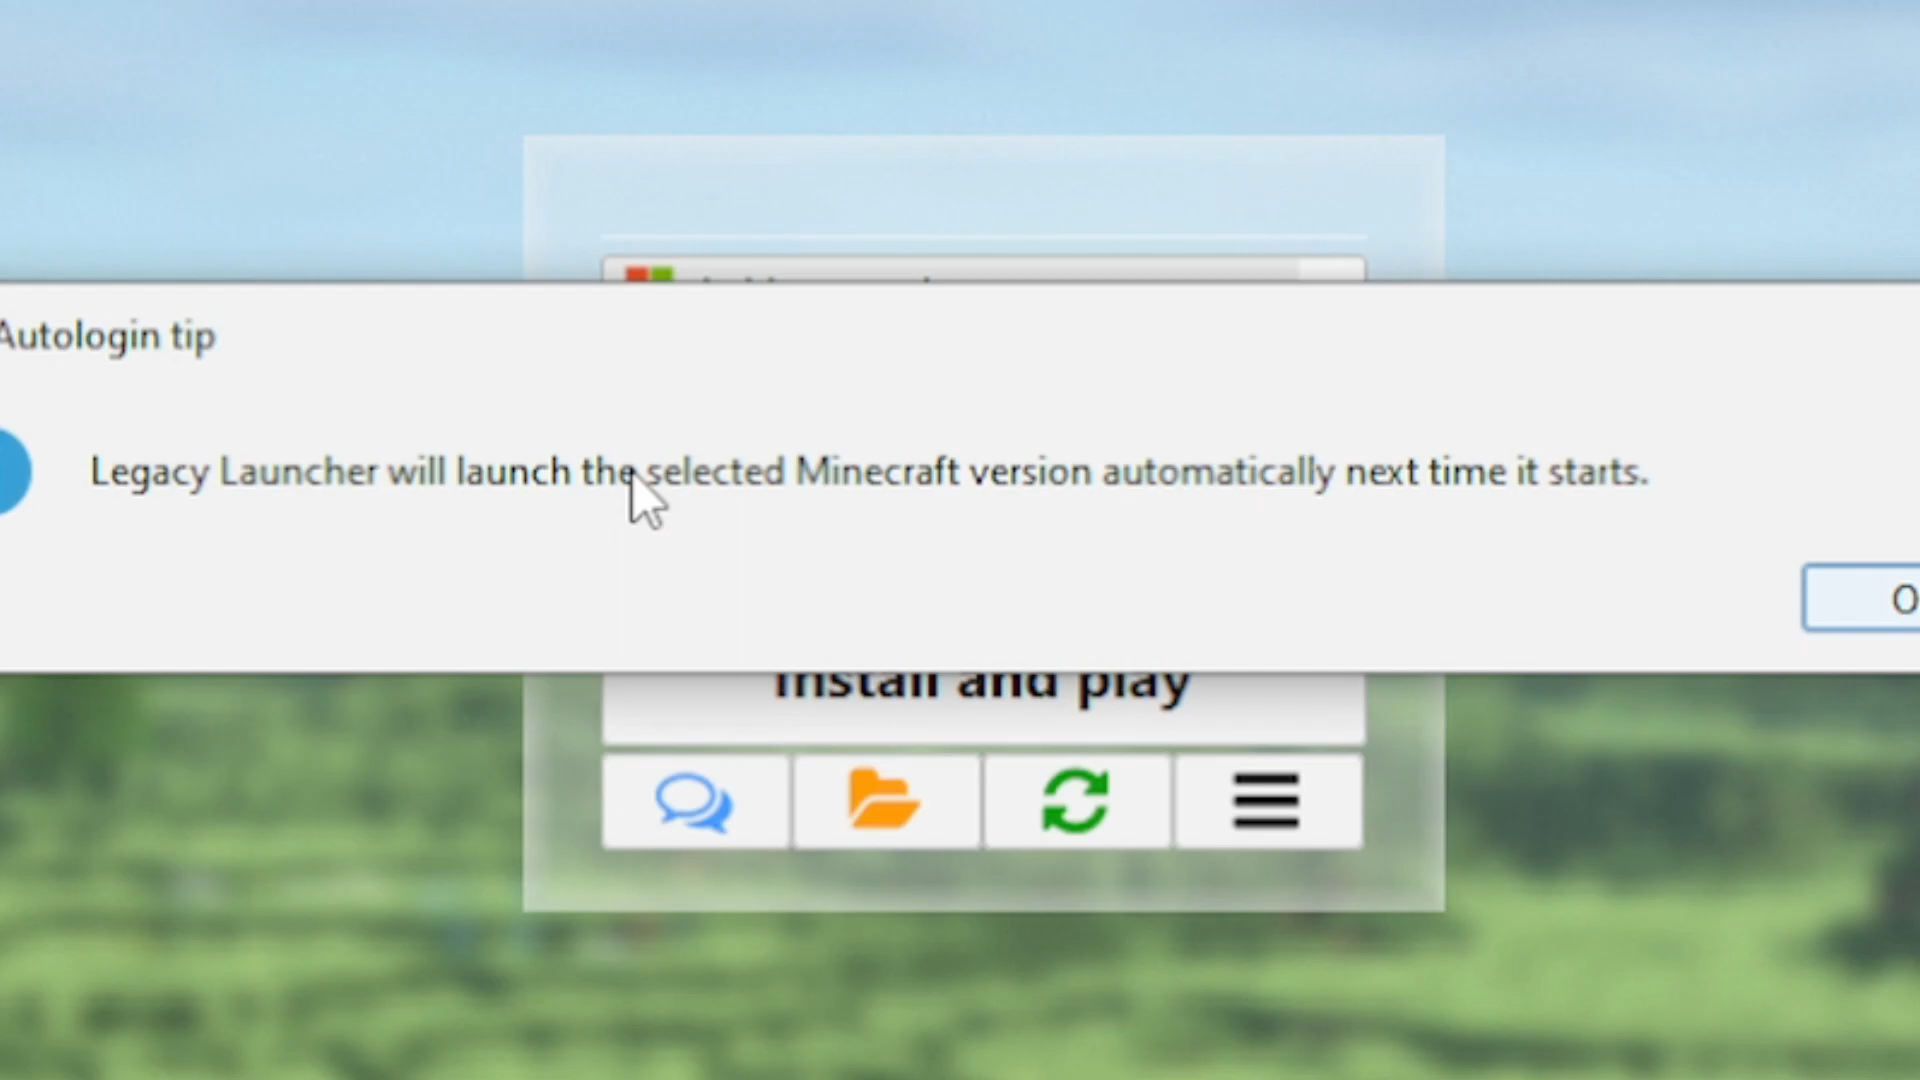 Autologin tip
Legacy Launcher will launch the selected Minecraft version automatically next time it starts.
Install and play